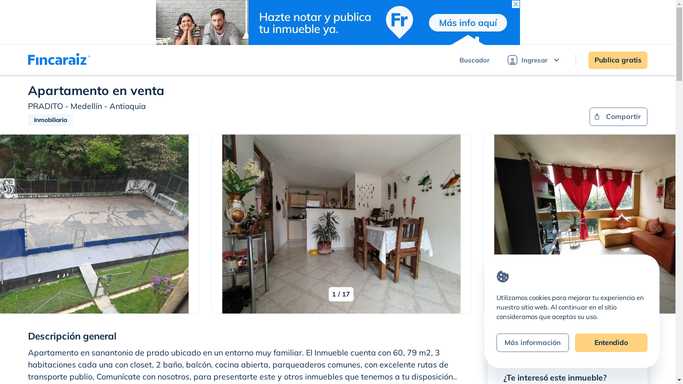 Hazte notar y publica
tu inmueble ya.
Fr
Más info aquí
Fincaraiz
Buscador
Ingresar
Publica gratis
Apartamento en venta
PRADITO - Medellín - Antioquia
Inmobiliaria
Compartir
1 / 17
Utilizamos cookies para mejorar tu experiencia en
nuestro sitio web. Al continuar en el sitio
consideramos que aceptas su uso.
Más información
Entendido
Descripción general
Apartamento en sanantonio de prado ubicado en un entorno muy familiar. El Inmueble cuenta con 60, 79 m2, 3
habitaciones cada una con closet, 2 baño, balcón, cocina abierta, parqueaderos comunes, con excelente rutas de
transporte publio, Comunícate con nosotros, para presentarte este y otros inmuebles que tenemos a tu disposición..
¿Te interesó este inmueble?